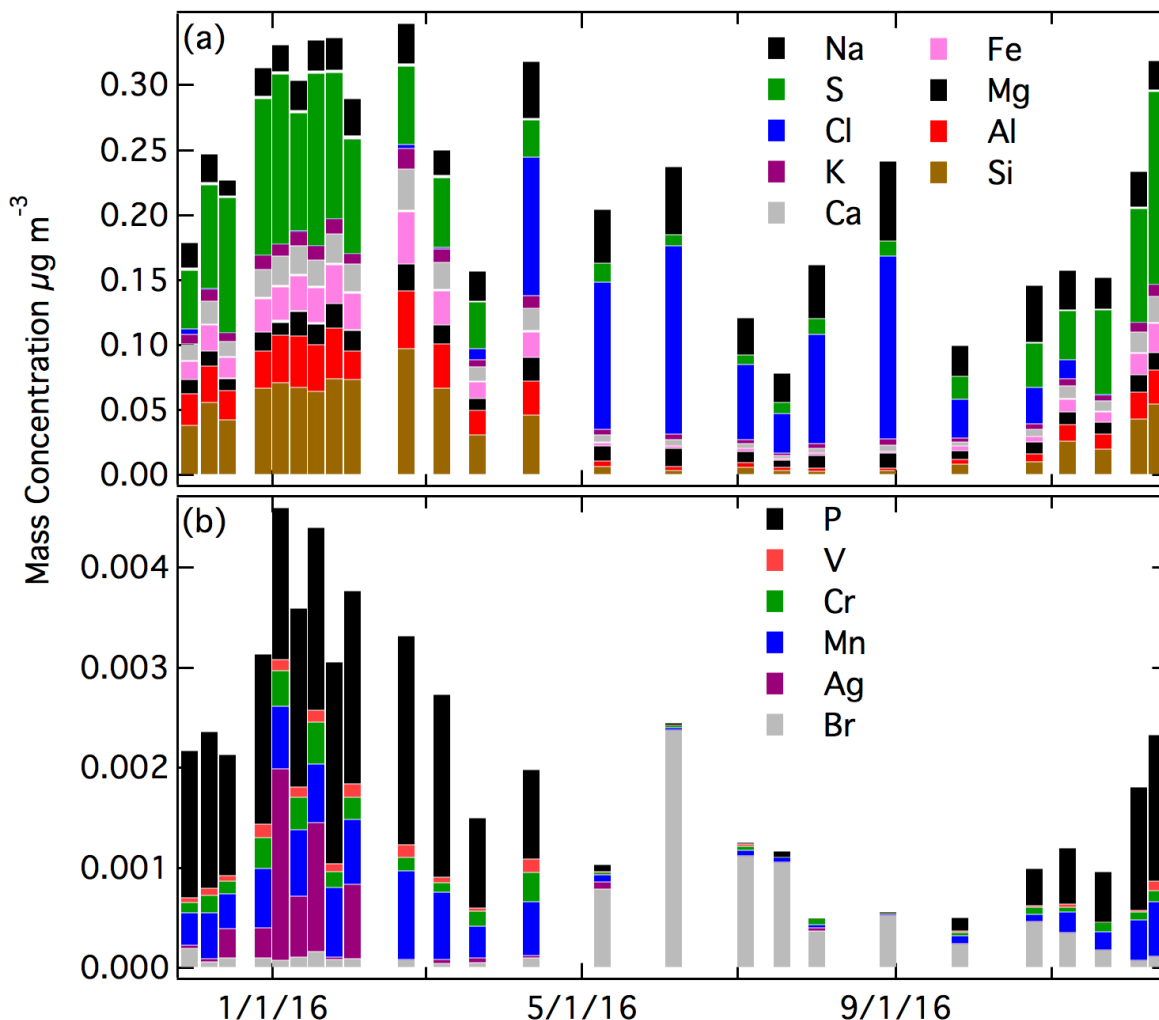 (a)
Na
Fe
S
Mg
Cl
Al
K
Si
Ca
0.30
0.25
0.20
0.15
0.10
0.05
0.00
Mass Concentration µg m-3
(b)
P
V
Cr
Mn
Ag
Br
0.004
0.003
0.002
0.001
0.000
1/1/16
5/1/16
9/1/16